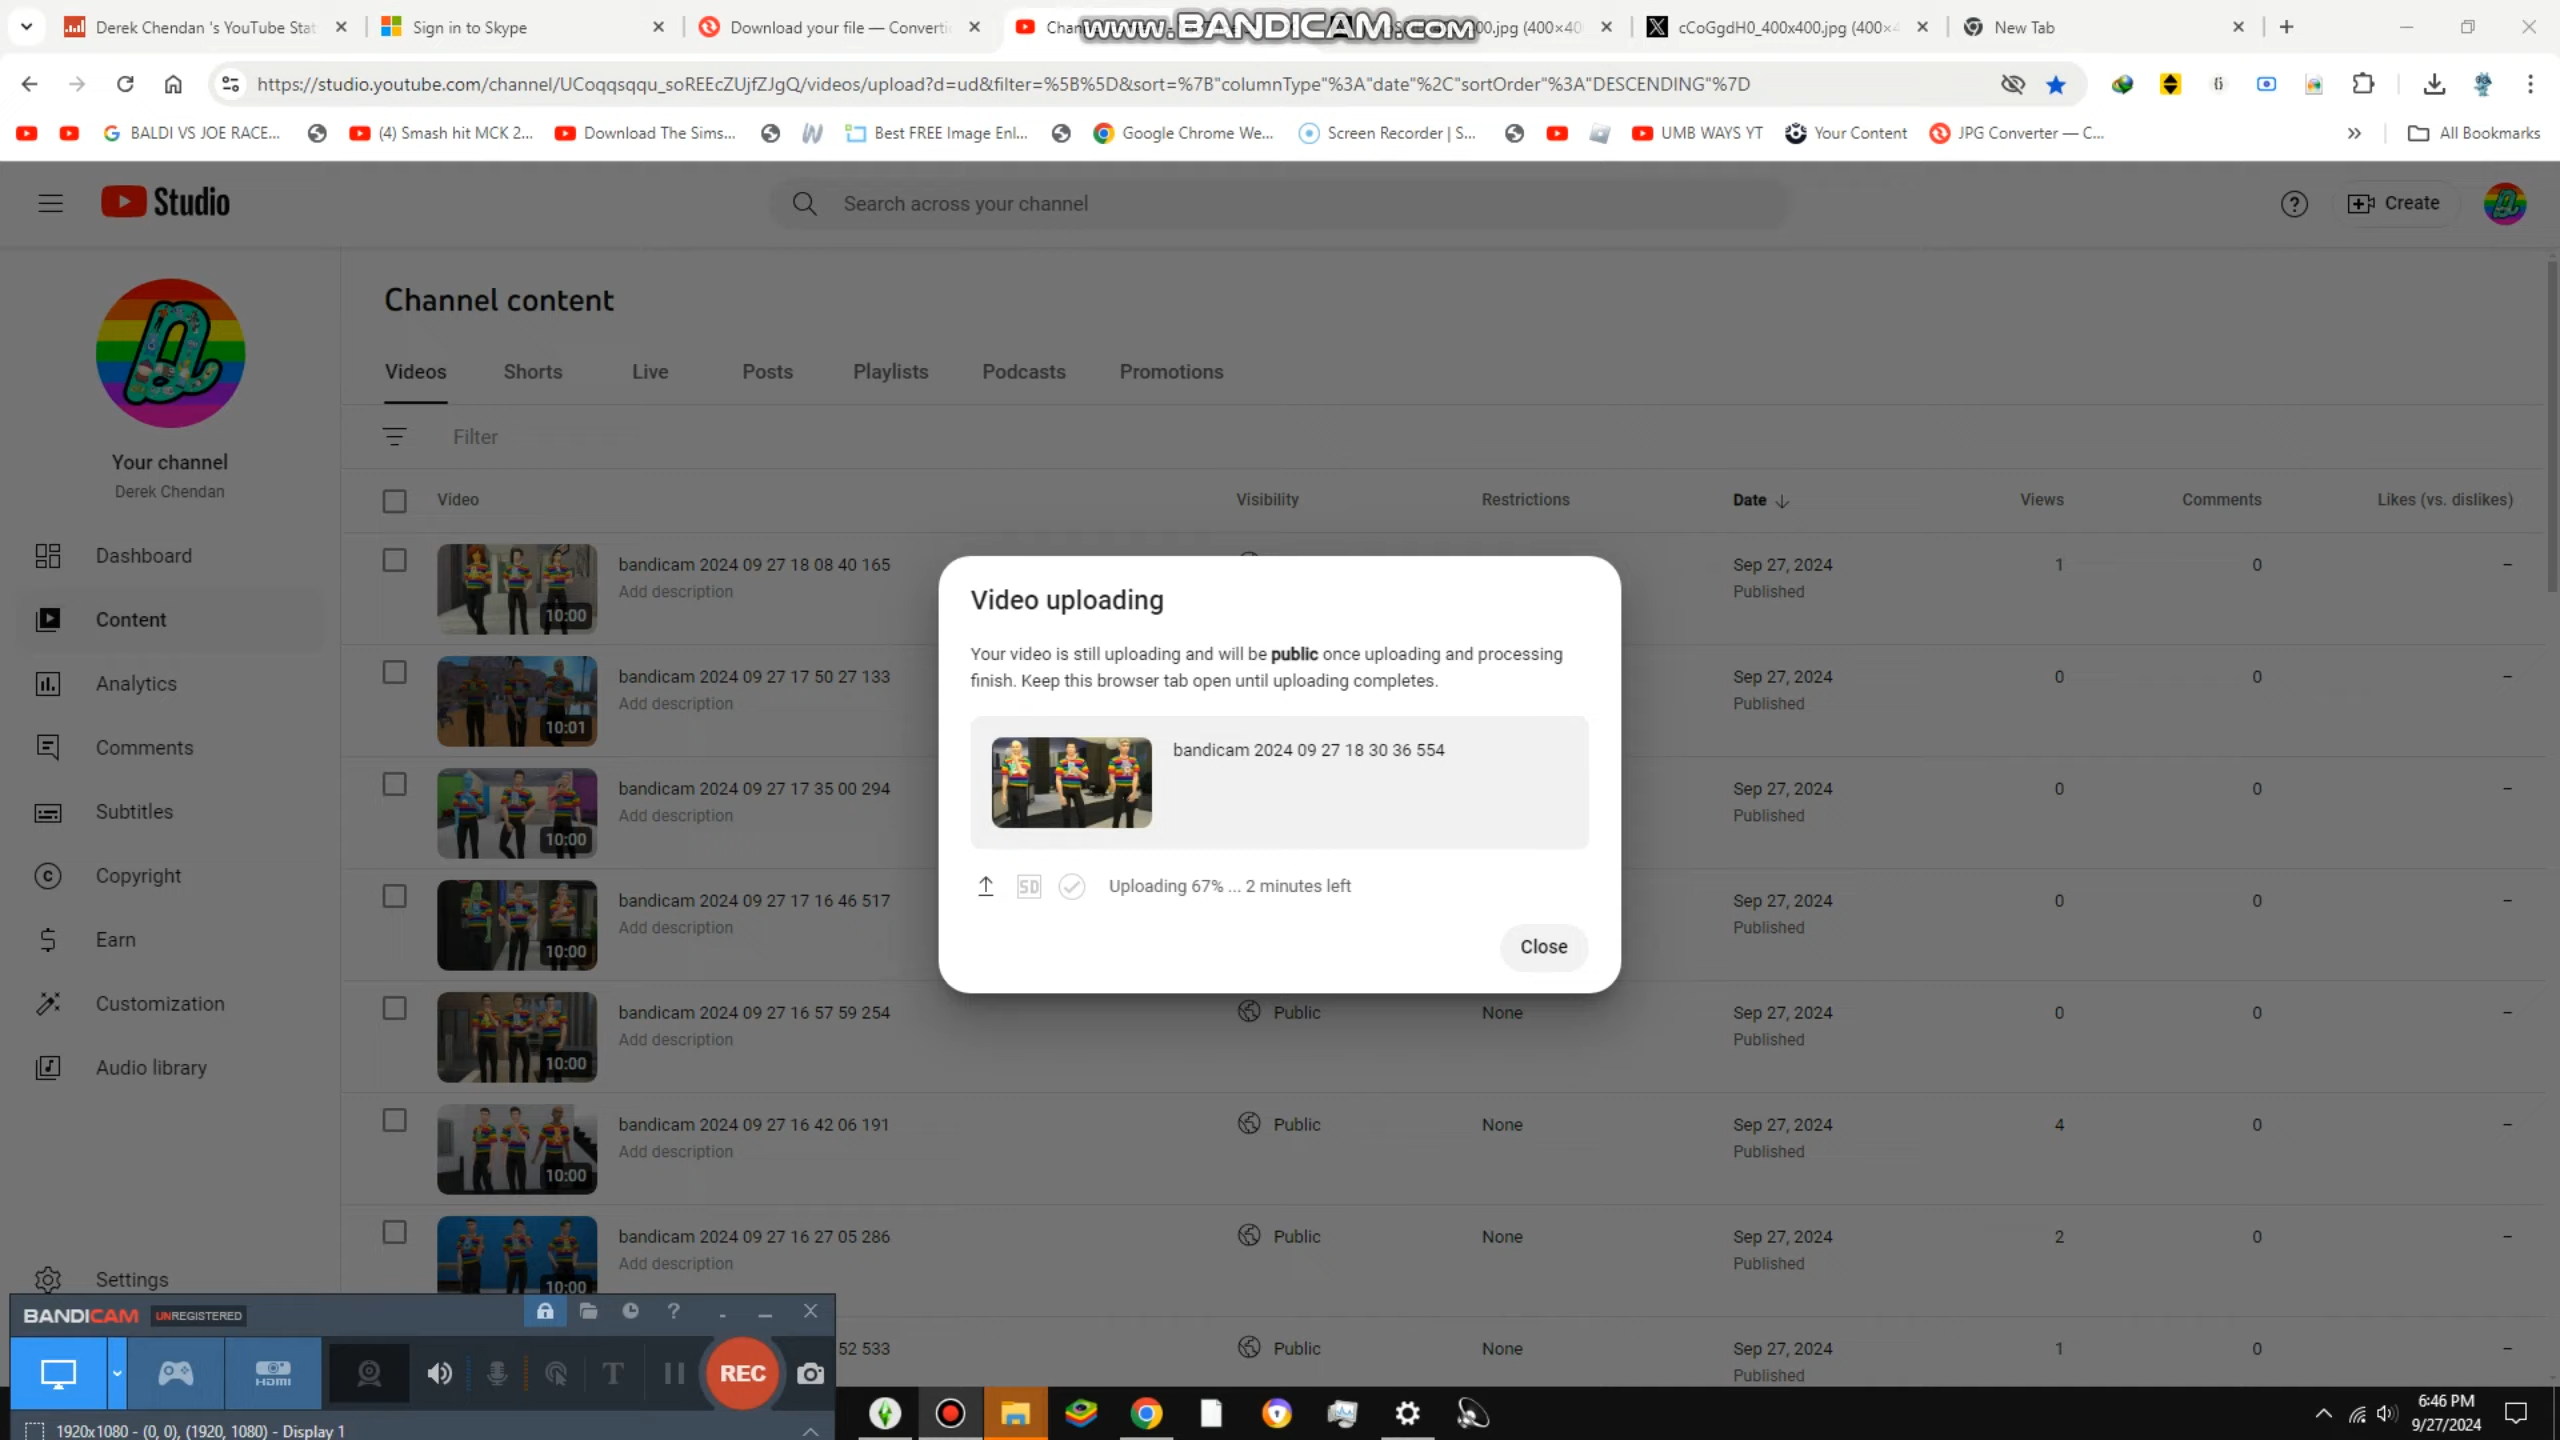 Derek Chendan 's YouTube Stat
Sign in to Skype
Download your file — Converti
www.BANDICAM.com
00.jpg (400×40
cCoGgdH0_400x400.jpg (400×4
New Tab
https://studio.youtube.com/channel/UCoqqsqqu_soREEcZUjfZJgQ/videos/upload?d=ud&filter=%5B%5D&sort=%7B"columnType"%3A"date"%2C"sortOrder"%3A"DESCENDING"%7D
BALDI VS JOE RACE...
(4) Smash hit MCK 2...
Download The Sims...
Best FREE Image Enl...
Google Chrome We...
Screen Recorder | S...
UMB WAYS YT
Your Content
JPG Converter — C...
All Bookmarks
Studio
Search across your channel
Create
Your channel
Derek Chendan
Dashboard
Content
Analytics
Comments
Subtitles
Copyright
Earn
Customization
Audio library
Settings
Channel content
Videos Shorts Live Posts Playlists Podcasts Promotions
Filter
Video Visibility Restrictions Date Views Comments Likes (vs. dislikes)
10:00 bandicam 2024 09 27 18 08 40 165 Sep 27, 2024 1 0 –
Add description Published
10:01 bandicam 2024 09 27 17 50 27 133 Sep 27, 2024 0 0 –
Add description Published
10:00 bandicam 2024 09 27 17 35 00 294 Sep 27, 2024 0 0 –
Add description Published
10:00 bandicam 2024 09 27 17 16 46 517 Sep 27, 2024 0 0 –
Add description Published
10:00 bandicam 2024 09 27 16 57 59 254 Public None Sep 27, 2024 0 0 –
Add description Published
10:00 bandicam 2024 09 27 16 42 06 191 Public None Sep 27, 2024 4 0 –
Add description Published
10:00 bandicam 2024 09 27 16 27 05 286 Public None Sep 27, 2024 2 0 –
Add description Published
52 533 Public None Sep 27, 2024 1 0 –
Published
Video uploading
Your video is still uploading and will be public once uploading and processing
finish. Keep this browser tab open until uploading completes.
bandicam 2024 09 27 18 30 36 554
SD Uploading 67% ... 2 minutes left
Close
BANDICAM UNREGISTERED
HDMI
REC
1920x1080 - (0, 0), (1920, 1080) - Display 1
6:46 PM
9/27/2024